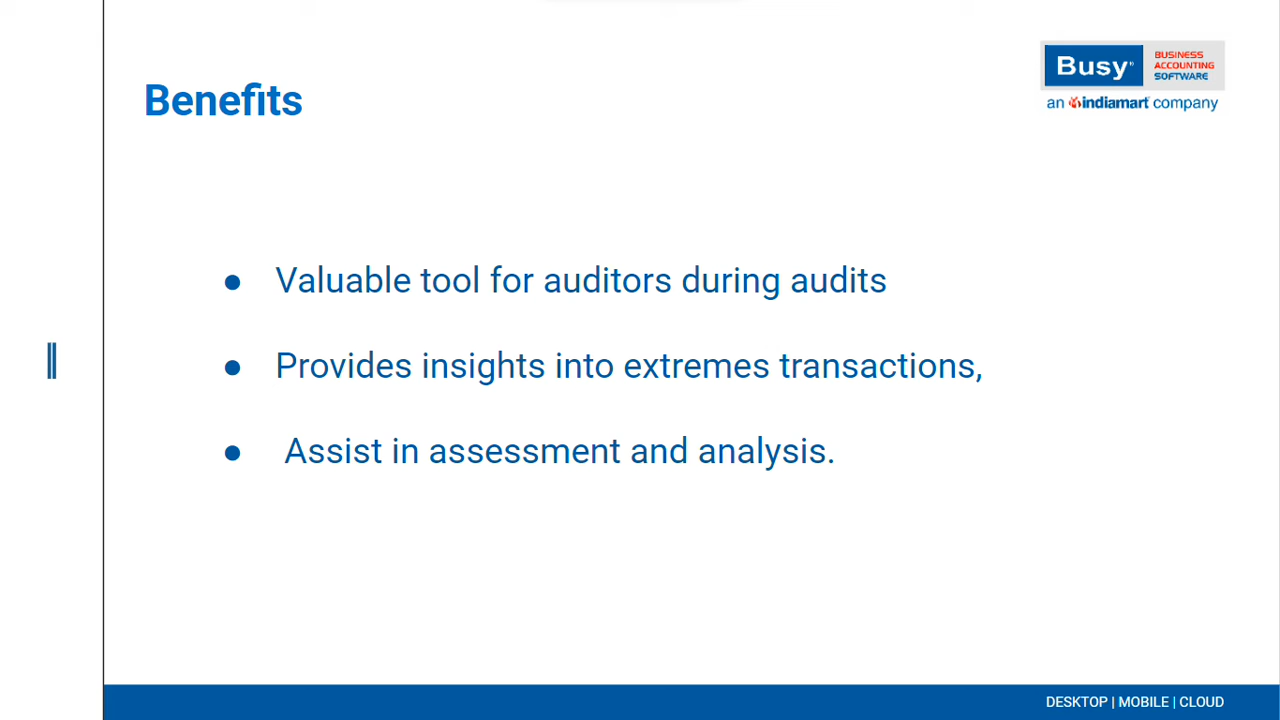 Benefits
Busy®
BUSINESS
ACCOUNTING
SOFTWARE
an indiamart company
● Valuable tool for auditors during audits
● Provides insights into extremes transactions,
● Assist in assessment and analysis.
DESKTOP | MOBILE | CLOUD